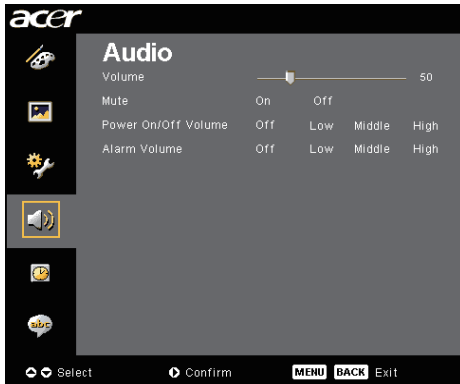 acer
Audio
Volume 50
Mute On Off
Power On/Off Volume Off Low Middle High
Alarm Volume Off Low Middle High
abc
Select Confirm MENU BACK Exit